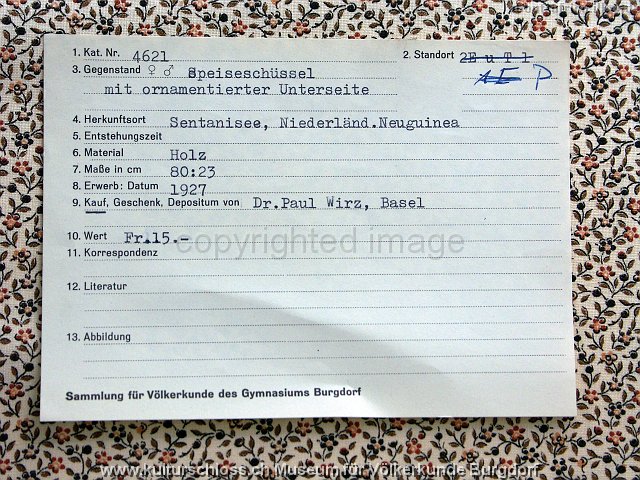 1. Kat. Nr. 4621 2. Standort 2B u T 1
3. Gegenstand ♀ ♂ Speiseschüssel 1E P
mit ornamentierter Unterseite
4. Herkunftsort Sentanisee, Niederländ.Neuguinea
5. Entstehungszeit
6. Material Holz
7. Maße in cm 80:23
8. Erwerb: Datum 1927
9. Kauf, Geschenk, Depositum von Dr.Paul Wirz, Basel
10. Wert Fr.15.-
copyrighted image
11. Korrespondenz
12. Literatur
13. Abbildung
Sammlung für Völkerkunde des Gymnasiums Burgdorf
www.kulturschloss.ch Museum für Völkerkunde Burgdorf